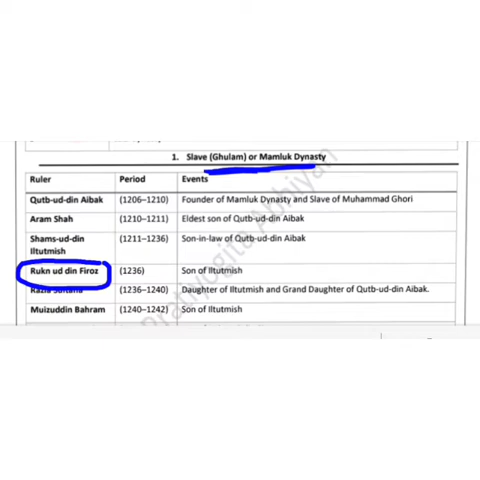 1. Slave (Ghulam) or Mamluk Dynasty
Ruler Period Events
Qutb-ud-din Aibak (1206–1210) Founder of Mamluk Dynasty and Slave of Muhammad Ghori
Aram Shah (1210–1211) Eldest son of Qutb-ud-din Aibak
Shams-ud-din (1211–1236) Son-in-law of Qutb-ud-din Aibak
Iltutmish
Rukn ud din Firoz (1236) Son of Iltutmish
Razia Sultana (1236–1240) Daughter of Iltutmish and Grand Daughter of Qutb-ud-din Aibak.
Muizuddin Bahram (1240–1242) Son of Iltutmish
Pratiyogita Abhiyan